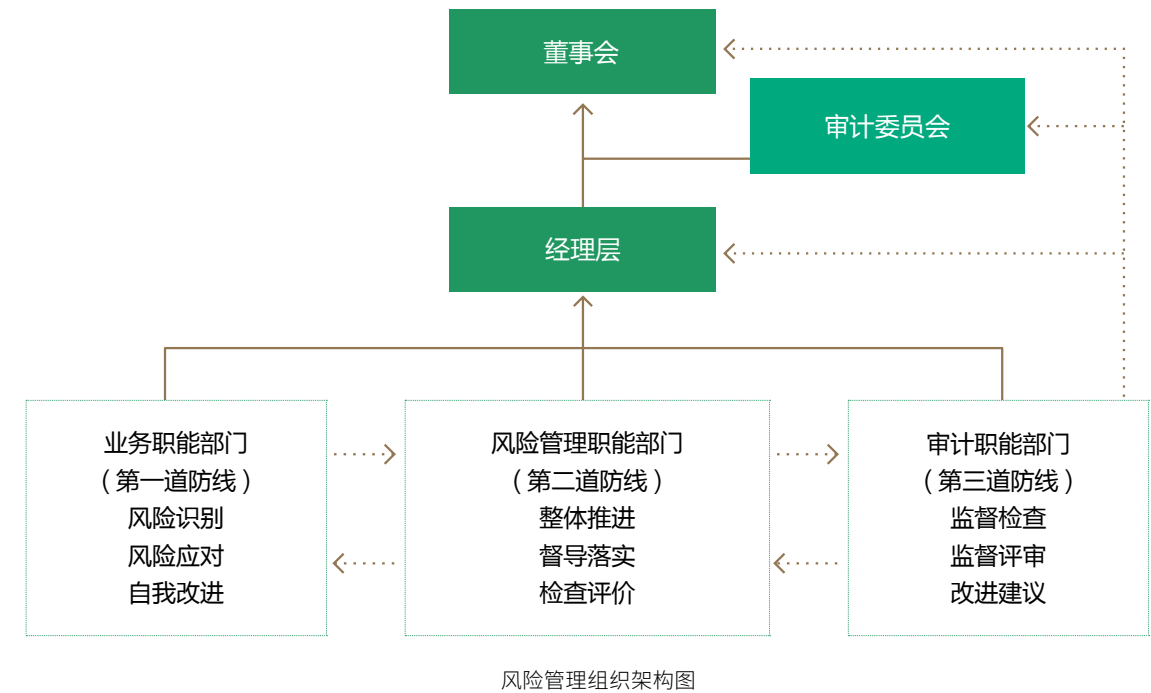 董事会
审计委员会
经理层
业务职能部门
（第一道防线）
风险识别
风险应对
自我改进
风险管理职能部门
（第二道防线）
整体推进
督导落实
检查评价
审计职能部门
（第三道防线）
监督检查
监督评审
改进建议
风险管理组织架构图